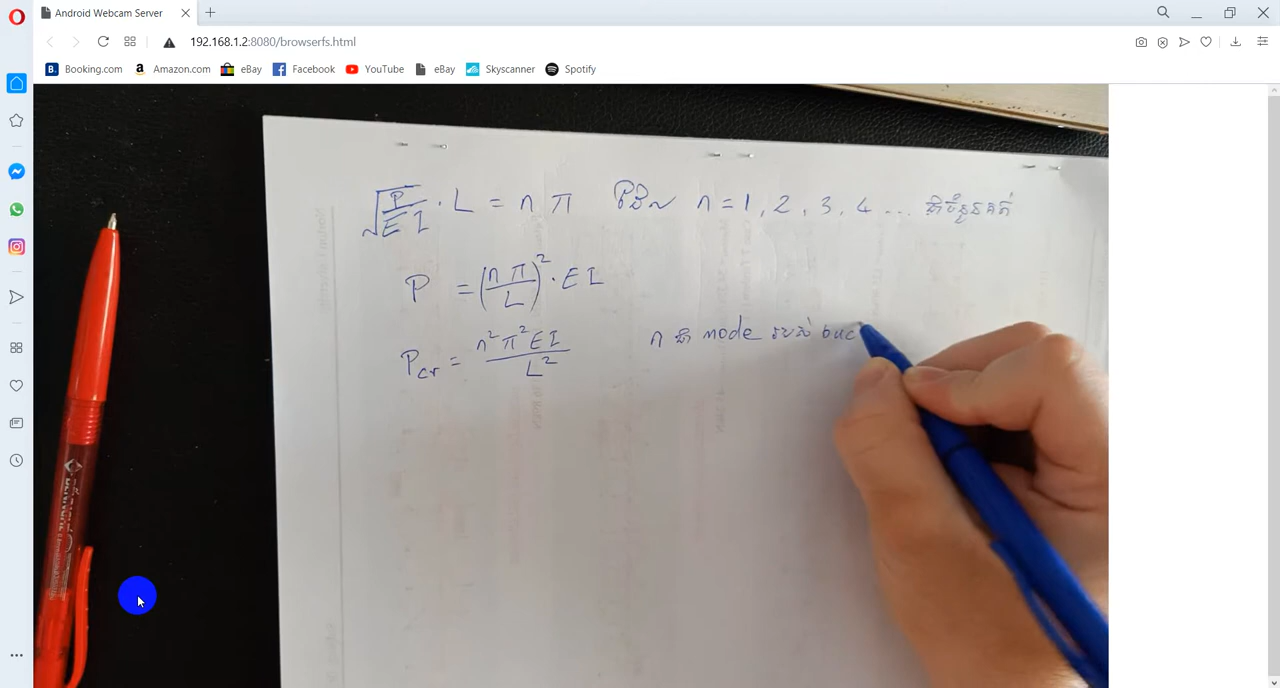 Android Webcam Server
192.168.1.2:8080/browserfs.html
Booking.com Amazon.com eBay Facebook YouTube eBay Skyscanner Spotify
√(P/EI) · L = n π ដែល n = 1, 2, 3, 4 ... ជាចំនួនគត់
P = (n π/L)² · EI
Pcr = n²π²EI/L² n ជា mode របស់ buc